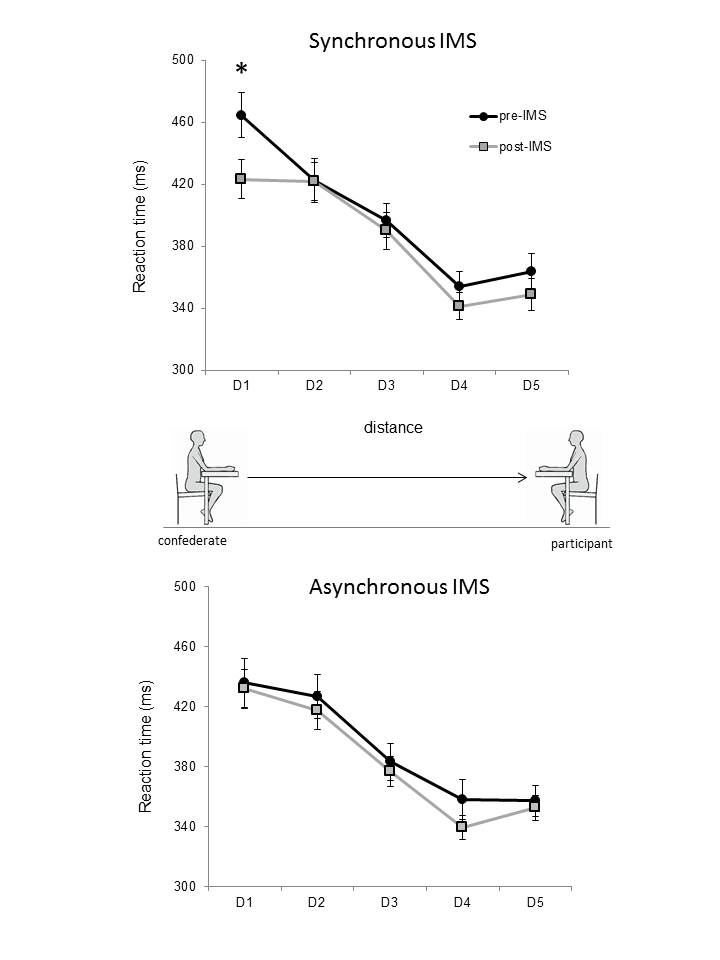 Synchronous IMS
500
*
460
pre-IMS
post-IMS
420
Reaction time (ms)
380
340
300
D1 D2 D3 D4 D5
distance
confederate
participant
Asynchronous IMS
500
460
420
Reaction time (ms)
380
340
300
D1 D2 D3 D4 D5